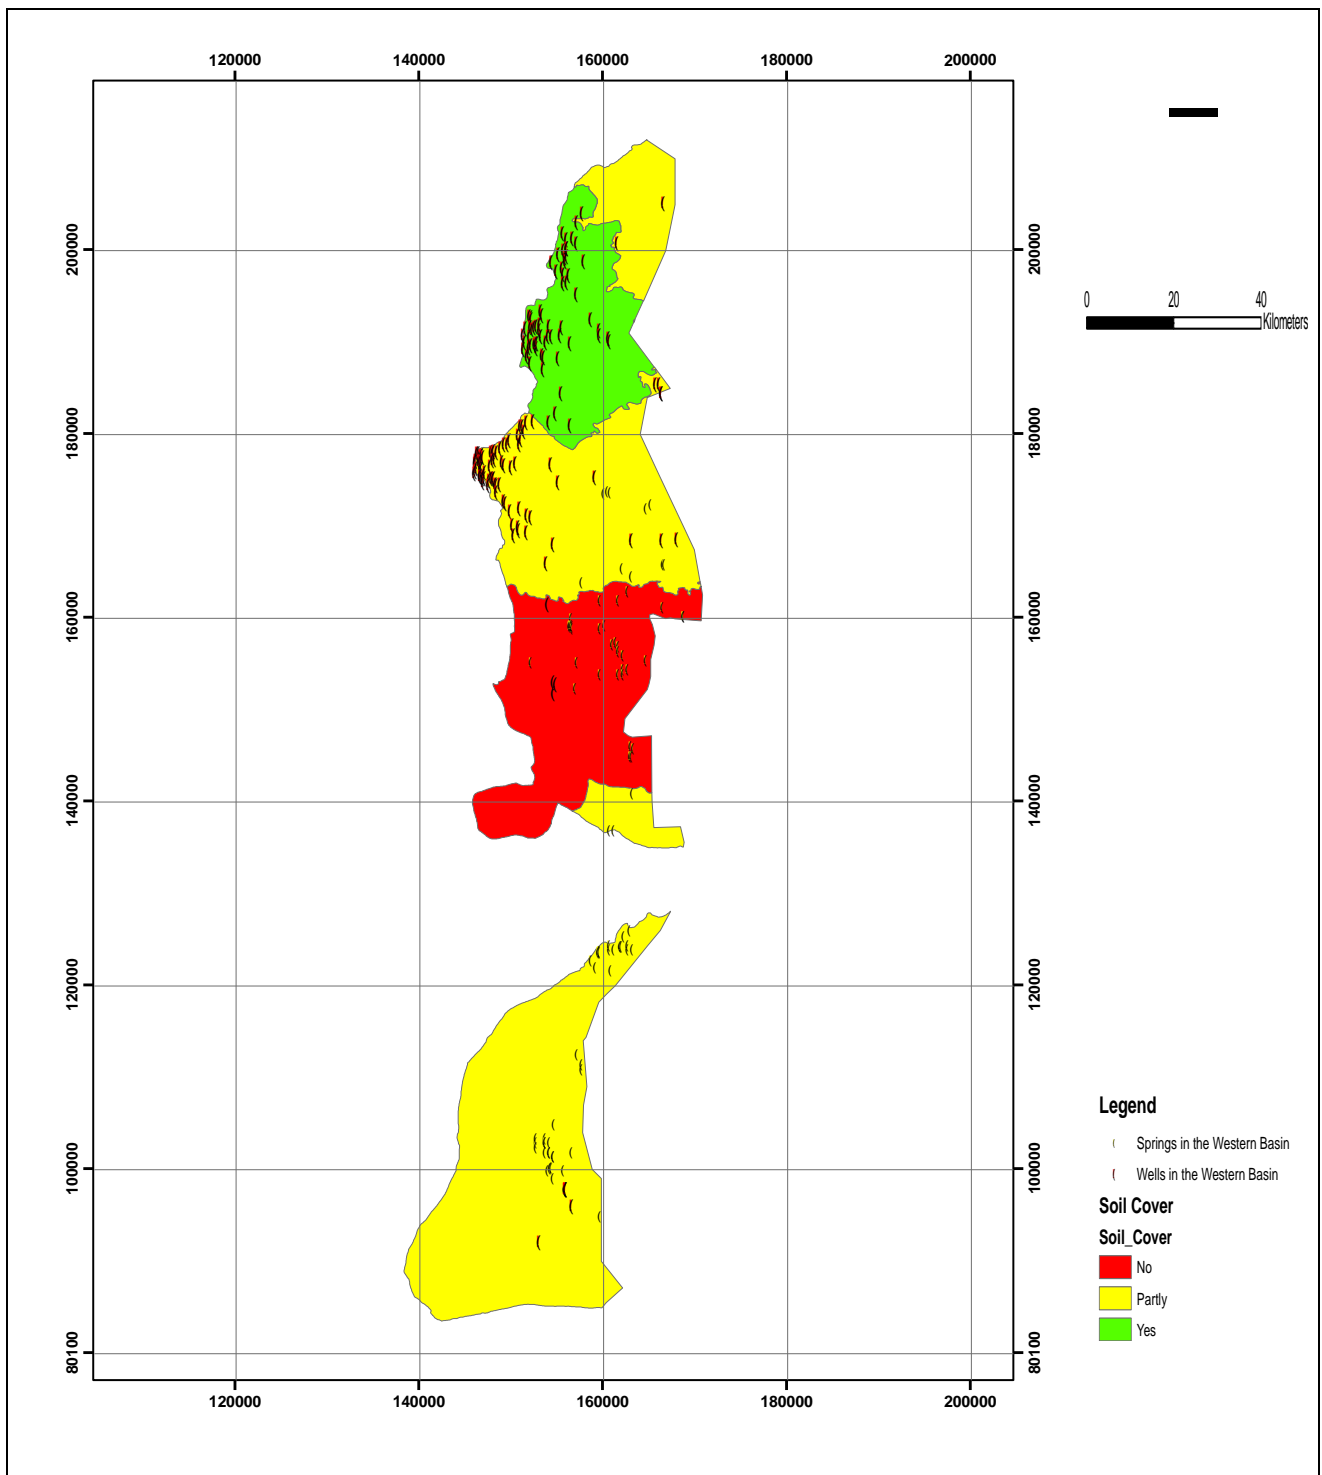 120000 140000 160000 180000 200000
200000 200000
0 20 40
Kilometers
180000 180000
160000 160000
140000 140000
120000 120000
100000 100000
80100 80100
Legend
Springs in the Western Basin
Wells in the Western Basin
Soil Cover
Soil_Cover
No
Partly
Yes
120000 140000 160000 180000 200000